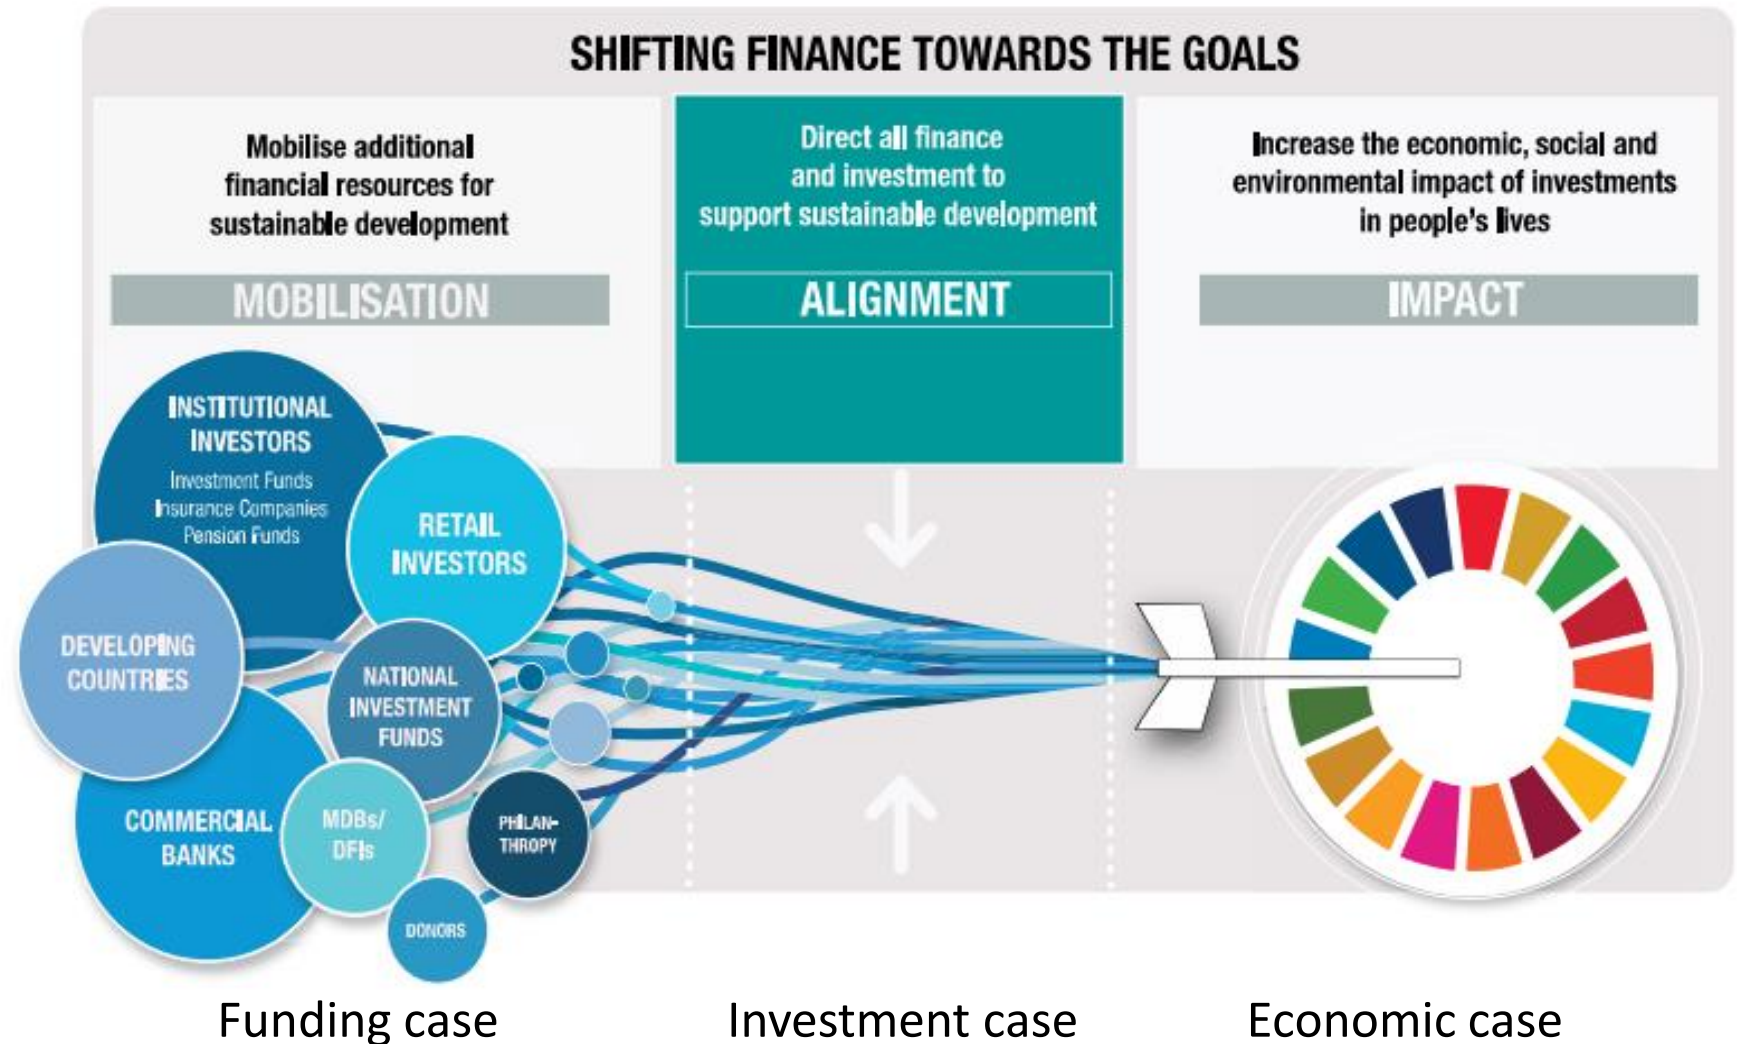 SHIFTING FINANCE TOWARDS THE GOALS
Mobilise additional
financial resources for
sustainable development
MOBILISATION
Direct all finance
and investment to
support sustainable development
ALIGNMENT
Increase the economic, social and
environmental impact of investments
in people's lives
IMPACT
INSTITUTIONAL
INVESTORS
Investment Funds
Insurance Companies
Pension Funds
RETAIL
INVESTORS
DEVELOPING
COUNTRIES
NATIONAL
INVESTMENT
FUNDS
COMMERCIAL
BANKS
MDBs/
DFIs
PHILAN-
THROPY
DONORS
Funding case
Investment case
Economic case